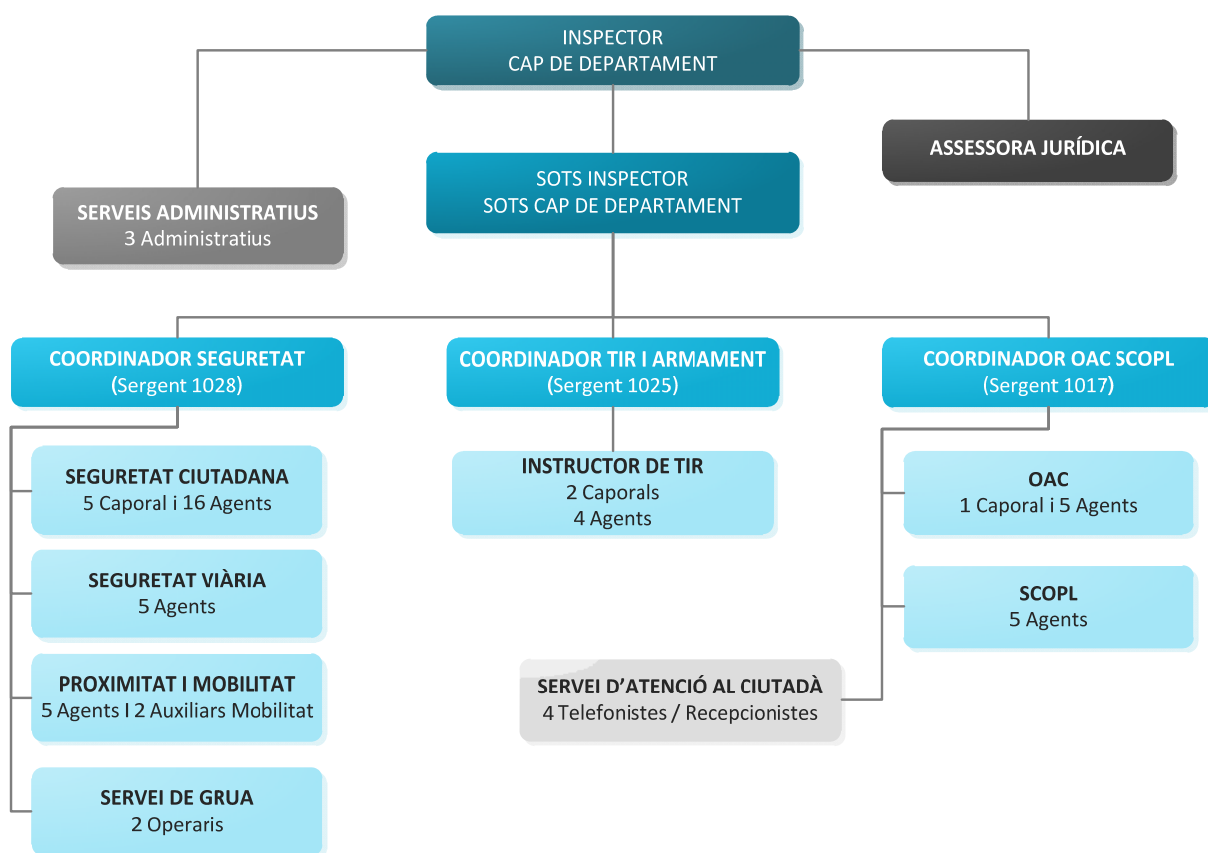 INSPECTOR
CAP DE DEPARTAMENT
ASSESSORA JURÍDICA
SOTS INSPECTOR
SOTS CAP DE DEPARTAMENT
SERVEIS ADMINISTRATIUS
3 Administratius
COORDINADOR SEGURETAT
(Sergent 1028)
COORDINADOR TIR I ARMAMENT
(Sergent 1025)
COORDINADOR OAC SCOPL
(Sergent 1017)
SEGURETAT CIUTADANA
5 Caporal i 16 Agents
INSTRUCTOR DE TIR
2 Caporals
4 Agents
OAC
1 Caporal i 5 Agents
SEGURETAT VIÀRIA
5 Agents
SCOPL
5 Agents
PROXIMITAT I MOBILITAT
5 Agents I 2 Auxiliars Mobilitat
SERVEI D'ATENCIÓ AL CIUTADÀ
4 Telefonistes / Recepcionistes
SERVEI DE GRUA
2 Operaris